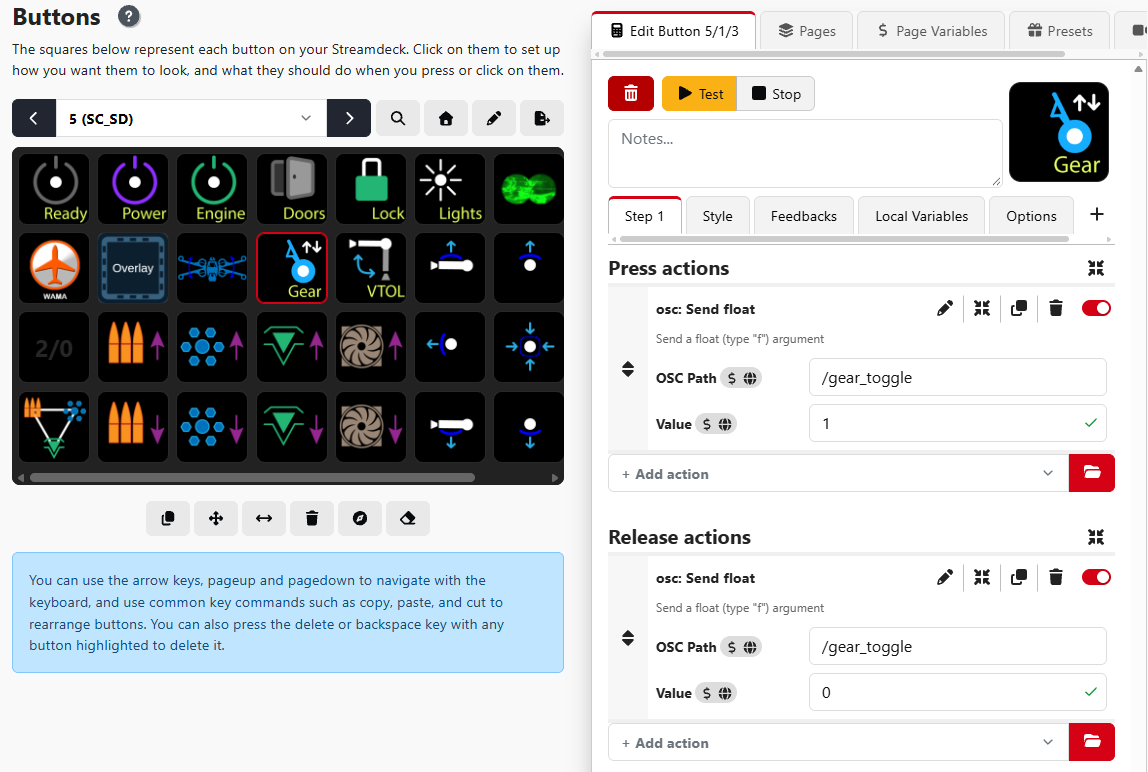 Buttons
?
The squares below represent each button on your Streamdeck. Click on them to set up
how you want them to look, and what they should do when you press or click on them.
5 (SC_SD)
Ready
Power
Engine
Doors
Lock
Lights
WAMA
Overlay
Gear
VTOL
2/0
You can use the arrow keys, pageup and pagedown to navigate with the
keyboard, and use common key commands such as copy, paste, and cut to
rearrange buttons. You can also press the delete or backspace key with any
button highlighted to delete it.
Edit Button 5/1/3
Pages
$ Page Variables
Presets
Test
Stop
Notes...
Gear
Step 1
Style
Feedbacks
Local Variables
Options
+
Press actions
osc: Send float
Send a float (type "f") argument
OSC Path $
/gear_toggle
Value $
1
+ Add action
Release actions
osc: Send float
Send a float (type "f") argument
OSC Path $
/gear_toggle
Value $
0
+ Add action